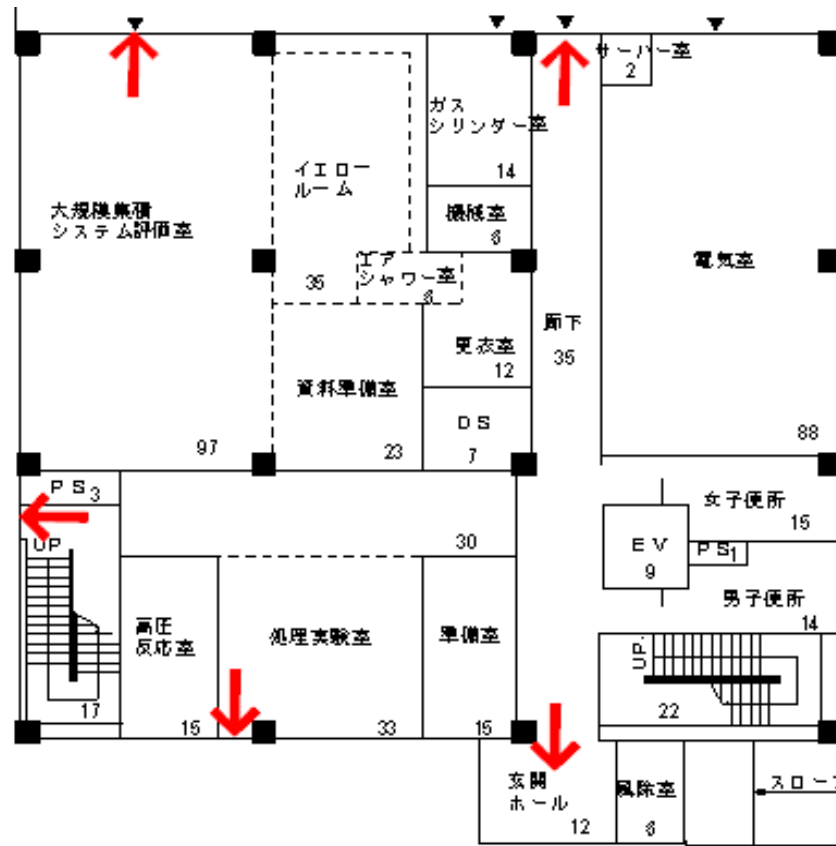 サーバー室
2
ガス
シリンダー室
14
イエロー
ルーム
35
機械室
6
大規模集積
システム評価室
97
エア
シャワー室
6
電気室
88
廊下
35
更衣室
12
資料準備室
23
DS
7
PS3
女子便所
15
30
EV
9
PS1
UP
男子便所
14
高圧
反応室
15
処理実験室
33
準備室
15
UP.
17
22
玄関
ホール
12
風除室
6
スロープ